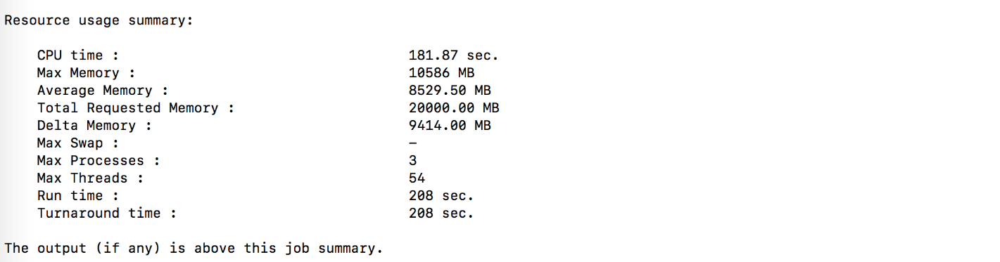 Resource usage summary:
CPU time : 181.87 sec.
Max Memory : 10586 MB
Average Memory : 8529.50 MB
Total Requested Memory : 20000.00 MB
Delta Memory : 9414.00 MB
Max Swap : -
Max Processes : 3
Max Threads : 54
Run time : 208 sec.
Turnaround time : 208 sec.
The output (if any) is above this job summary.